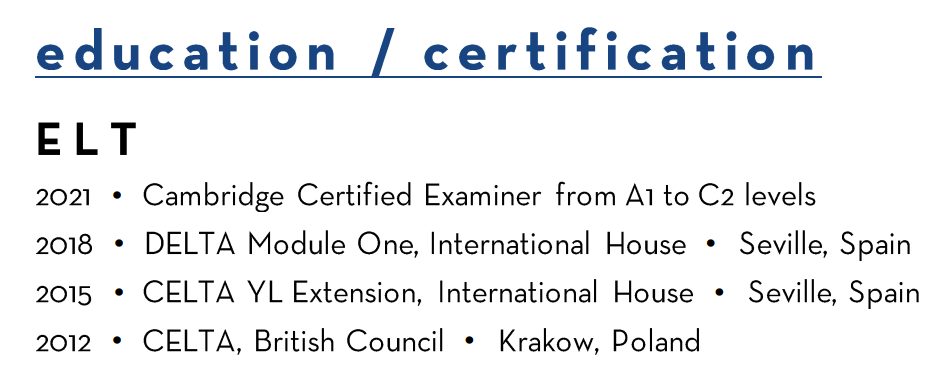 education / certification
ELT
2021 • Cambridge Certified Examiner from A1 to C2 levels
2018 • DELTA Module One, International House • Seville, Spain
2015 • CELTA YL Extension, International House • Seville, Spain
2012 • CELTA, British Council • Krakow, Poland